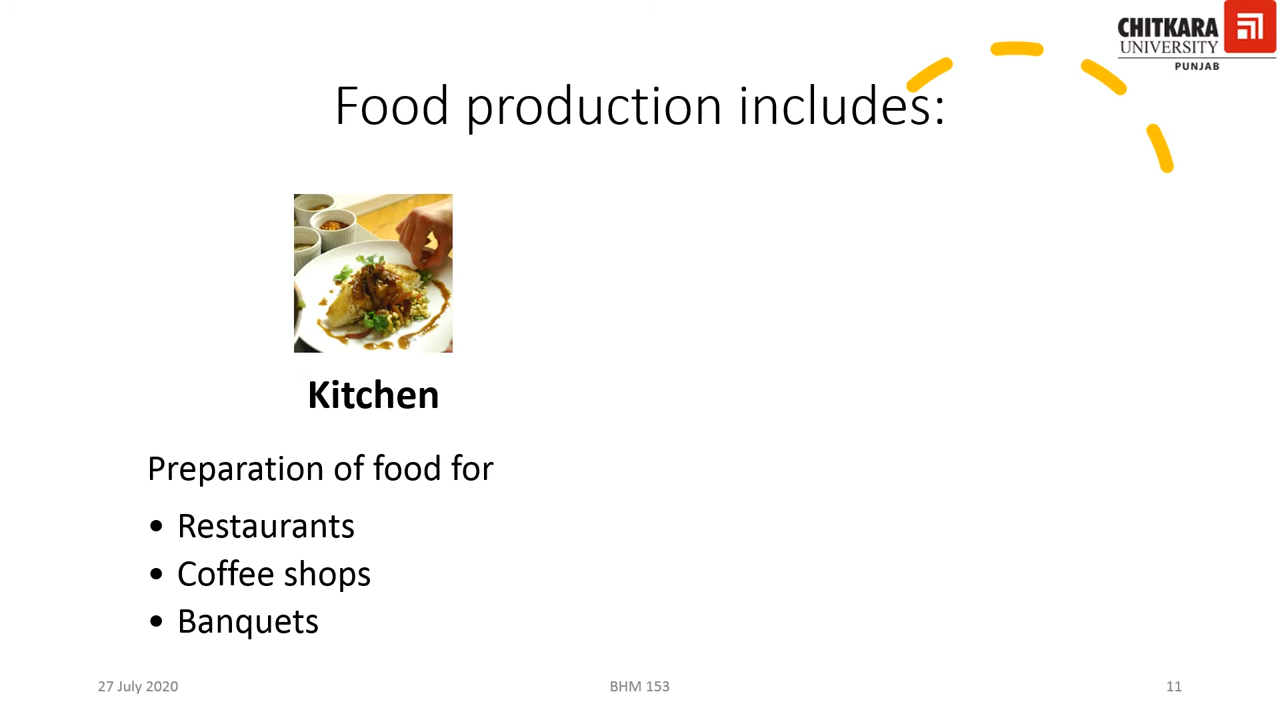 CHITKARA
UNIVERSITY
PUNJAB
Food production includes:
Kitchen
Preparation of food for
• Restaurants
• Coffee shops
• Banquets
27 July 2020
BHM 153
11